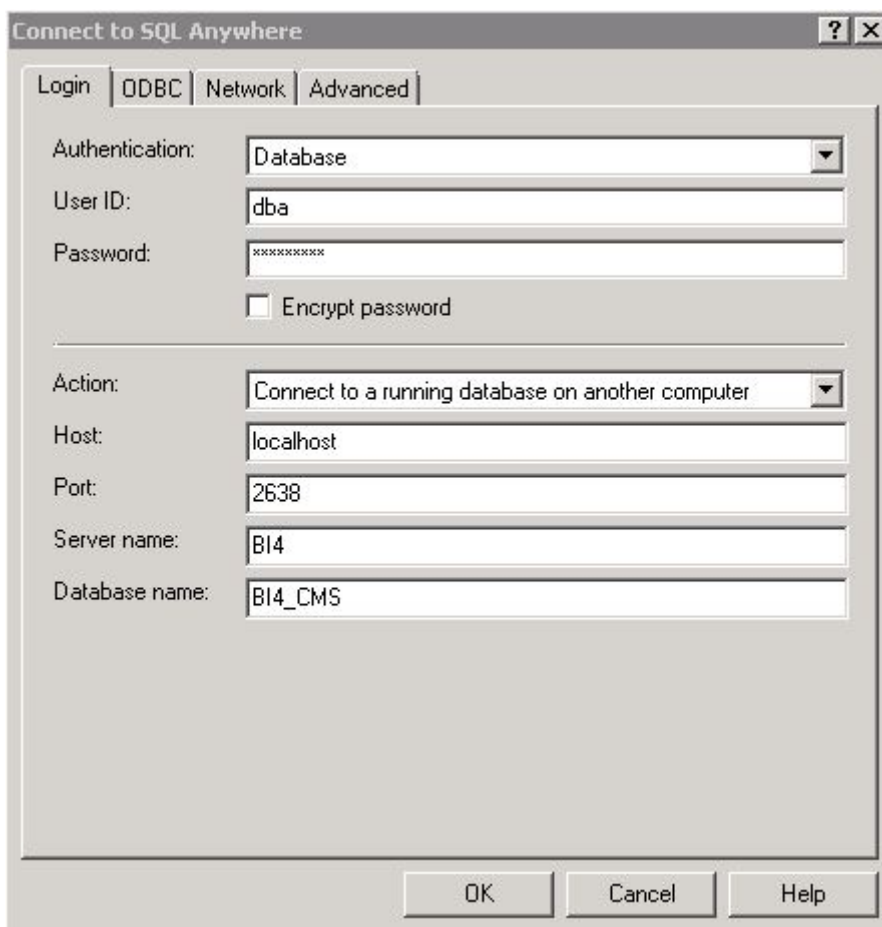 Connect to SQL Anywhere
Login ODBC Network Advanced
Authentication: Database
User ID: dba
Password: *********
Encrypt password
Action: Connect to a running database on another computer
Host: localhost
Port: 2638
Server name: BI4
Database name: BI4_CMS
OK Cancel Help